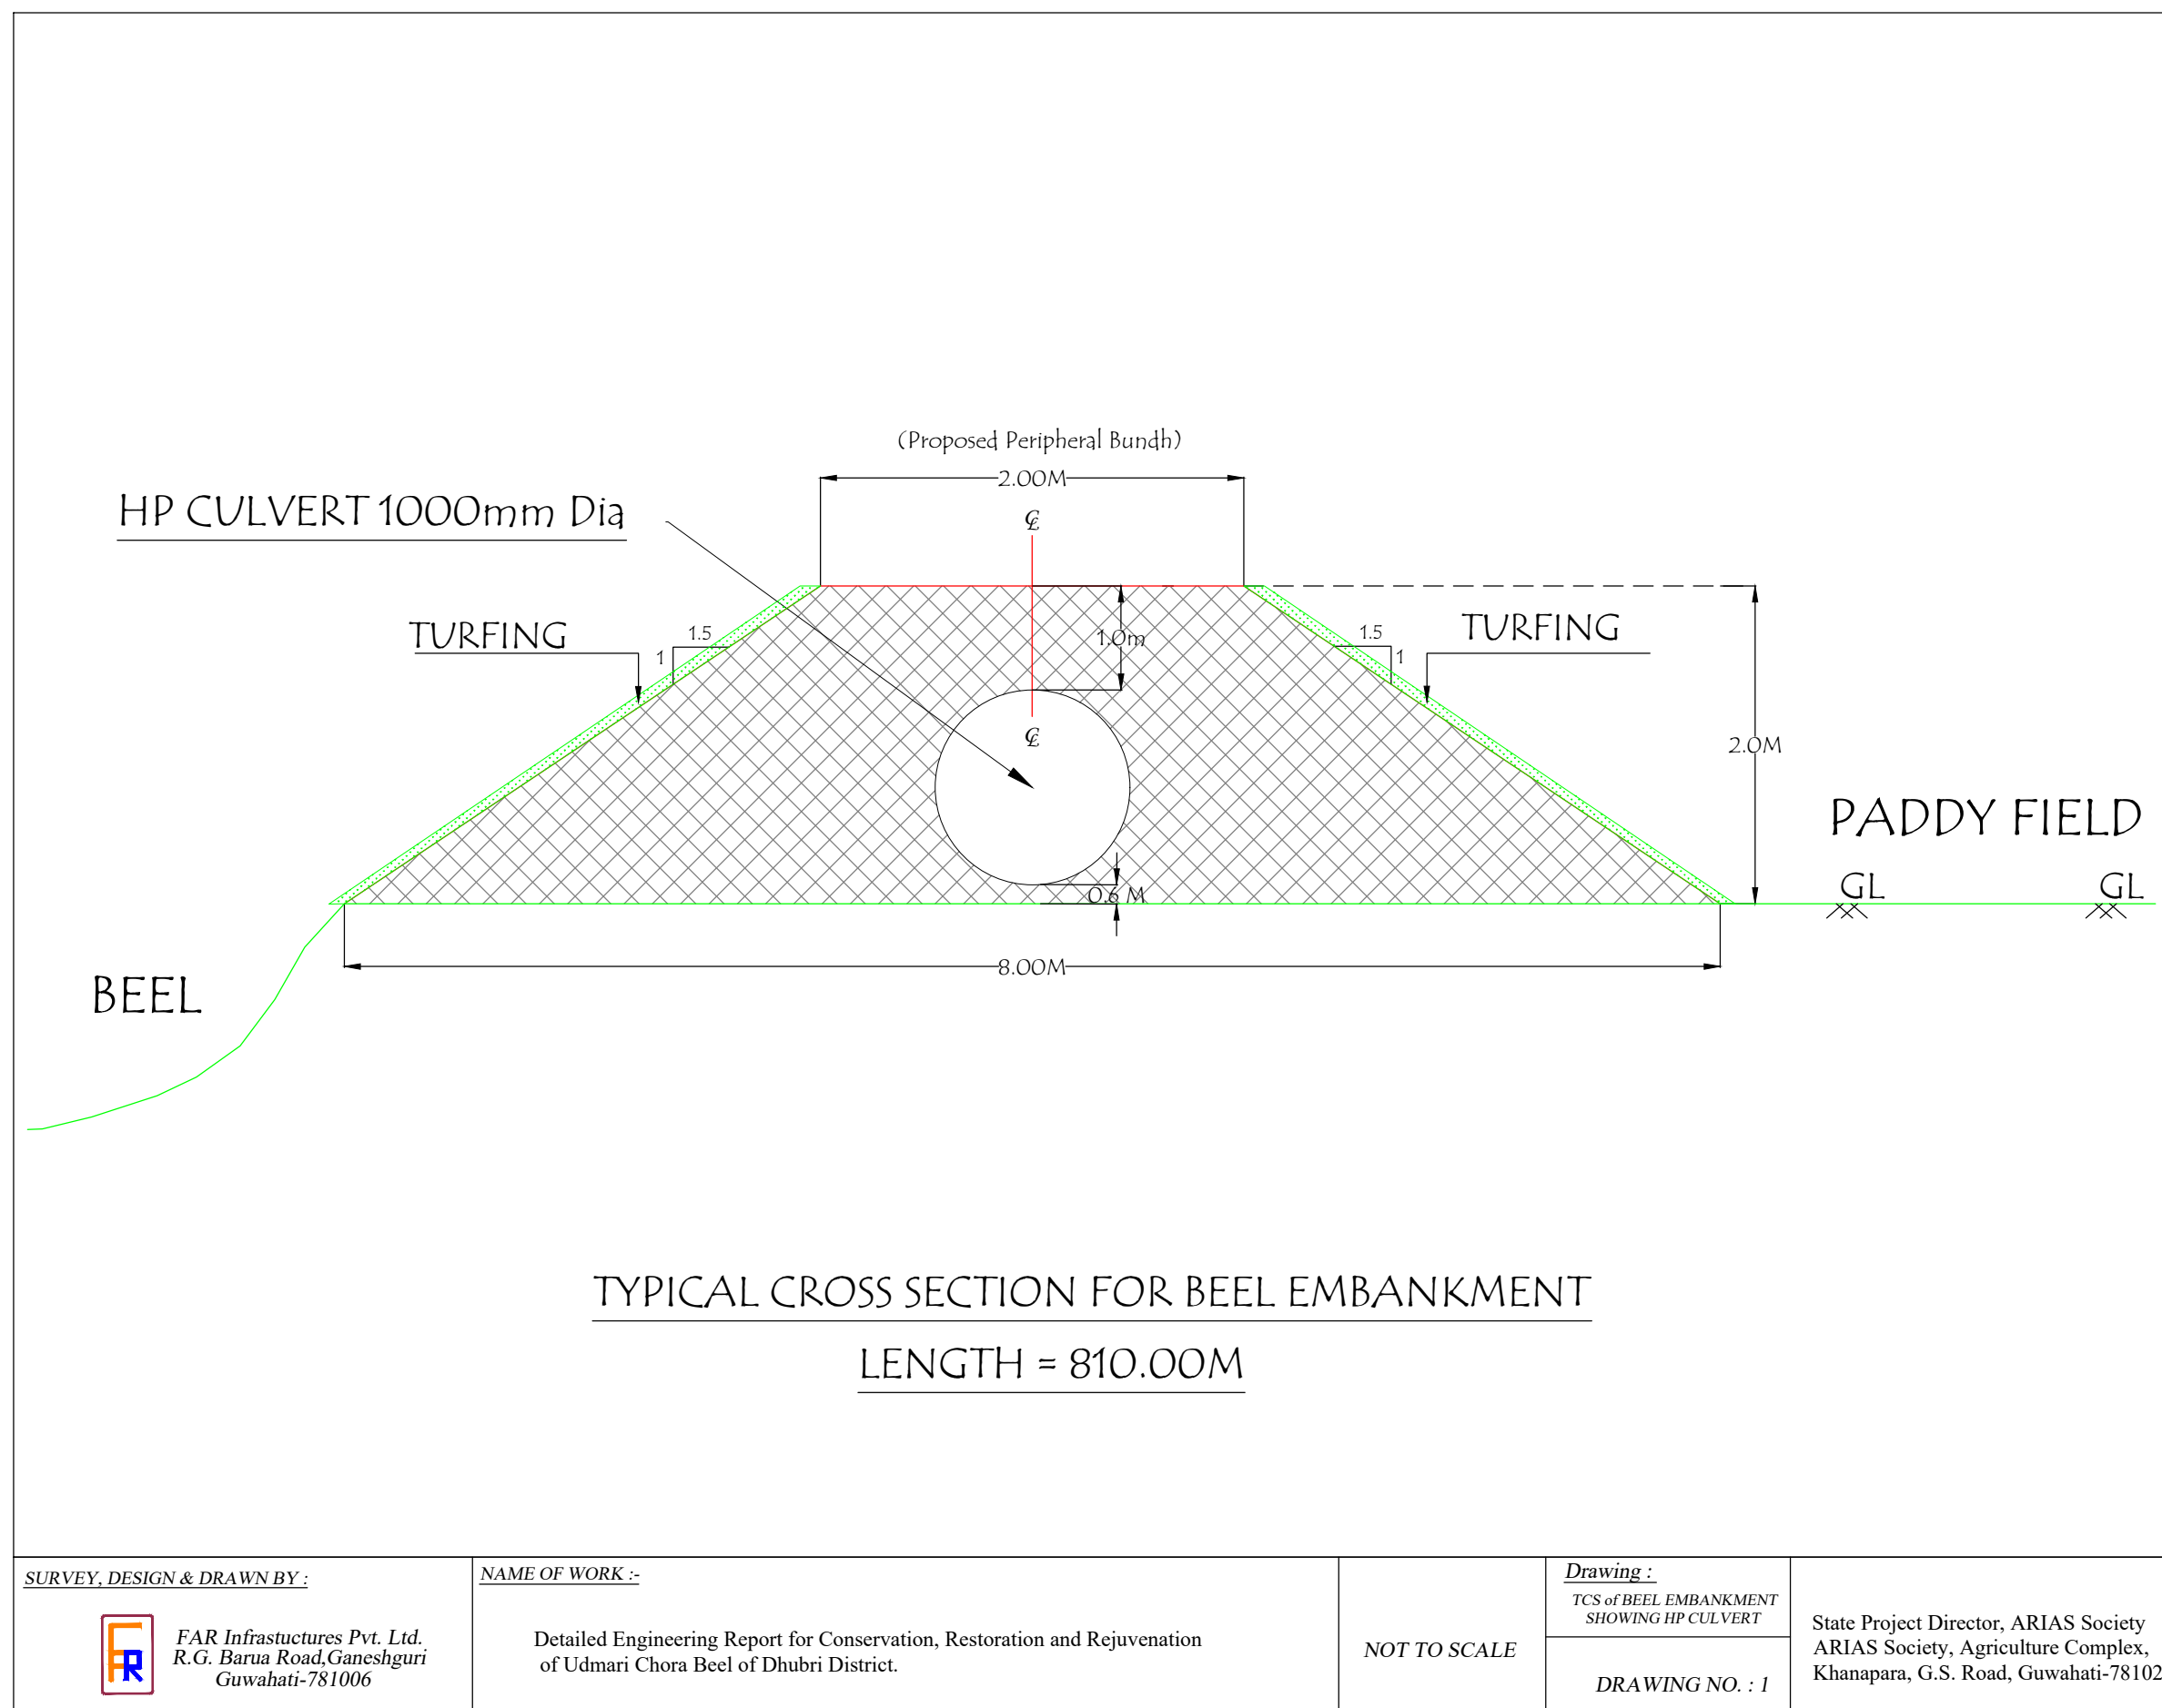 (Proposed Peripheral Bundh)
2.00M
HP CULVERT 1000mm Dia
℄
TURFING
1.5
1
1.0m
1.5
1
TURFING
℄
2.0M
PADDY FIELD
GL
GL
0.6 M
8.00M
BEEL
TYPICAL CROSS SECTION FOR BEEL EMBANKMENT
LENGTH = 810.00M
SURVEY, DESIGN & DRAWN BY :
FAR Infrastuctures Pvt. Ltd.
R.G. Barua Road,Ganeshguri
Guwahati-781006
NAME OF WORK :-
Detailed Engineering Report for Conservation, Restoration and Rejuvenation
of Udmari Chora Beel of Dhubri District.
NOT TO SCALE
Drawing :
TCS of BEEL EMBANKMENT
SHOWING HP CULVERT
DRAWING NO. : 1
State Project Director, ARIAS Society
ARIAS Society, Agriculture Complex,
Khanapara, G.S. Road, Guwahati-78102